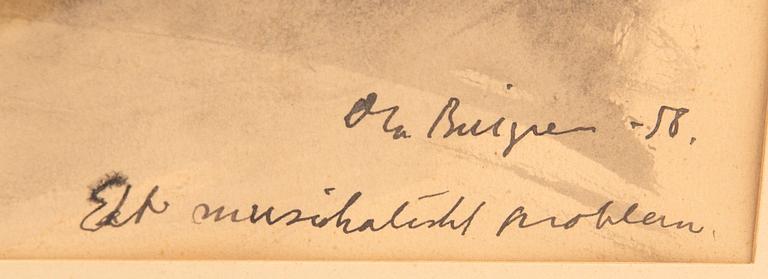 Ola Billgren -58.
Ett musikaliskt problem.